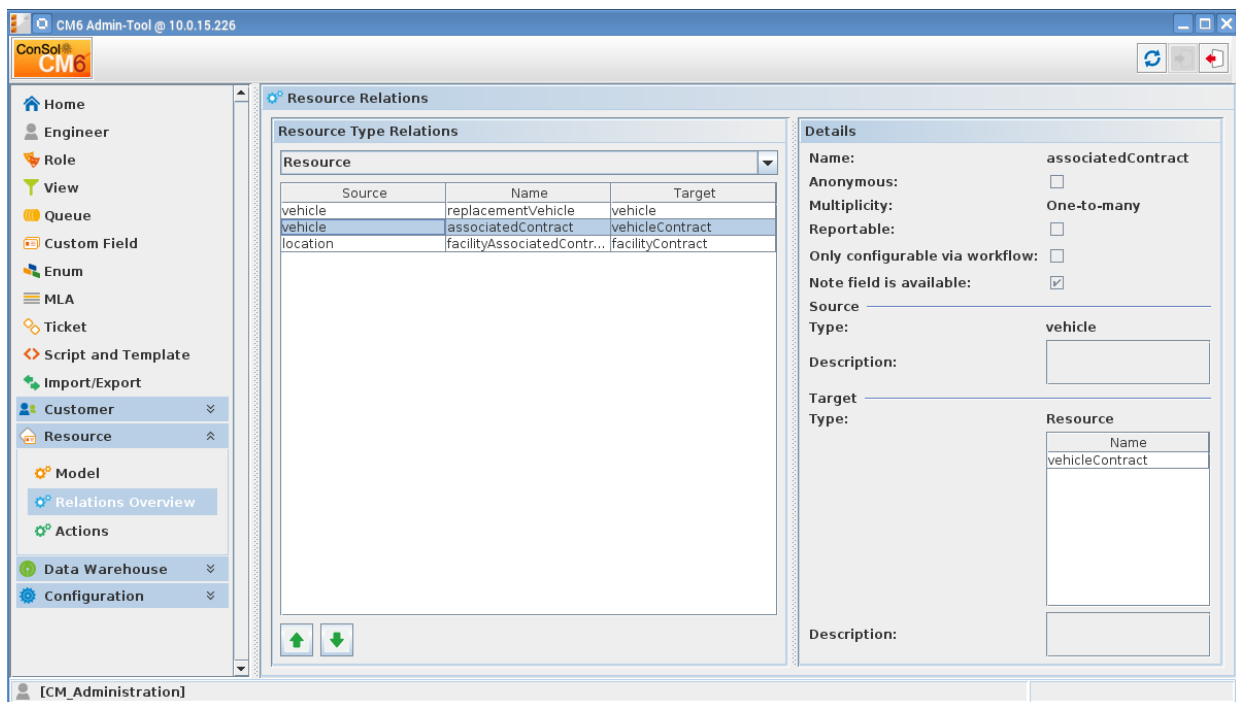 CM6 Admin-Tool @ 10.0.15.226
ConSol
CM6
Home
Engineer
Role
View
Queue
Custom Field
Enum
MLA
Ticket
Script and Template
Import/Export
Customer
Resource
Model
Relations Overview
Actions
Data Warehouse
Configuration
Resource Relations
Resource Type Relations
Resource
Source Name Target
vehicle replacementVehicle vehicle
vehicle associatedContract vehicleContract
location facilityAssociatedContr... facilityContract
Details
Name: associatedContract
Anonymous:
Multiplicity: One-to-many
Reportable:
Only configurable via workflow:
Note field is available:
Source
Type: vehicle
Description:
Target
Type: Resource
Name
vehicleContract
Description:
[CM_Administration]